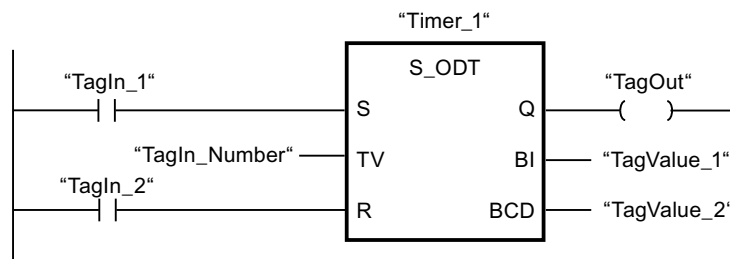 “Timer_1“
S_ODT
“TagIn_1“
“TagOut“
S
Q
“TagIn_Number“
TV
BI
“TagValue_1“
“TagIn_2“
R
BCD
“TagValue_2“